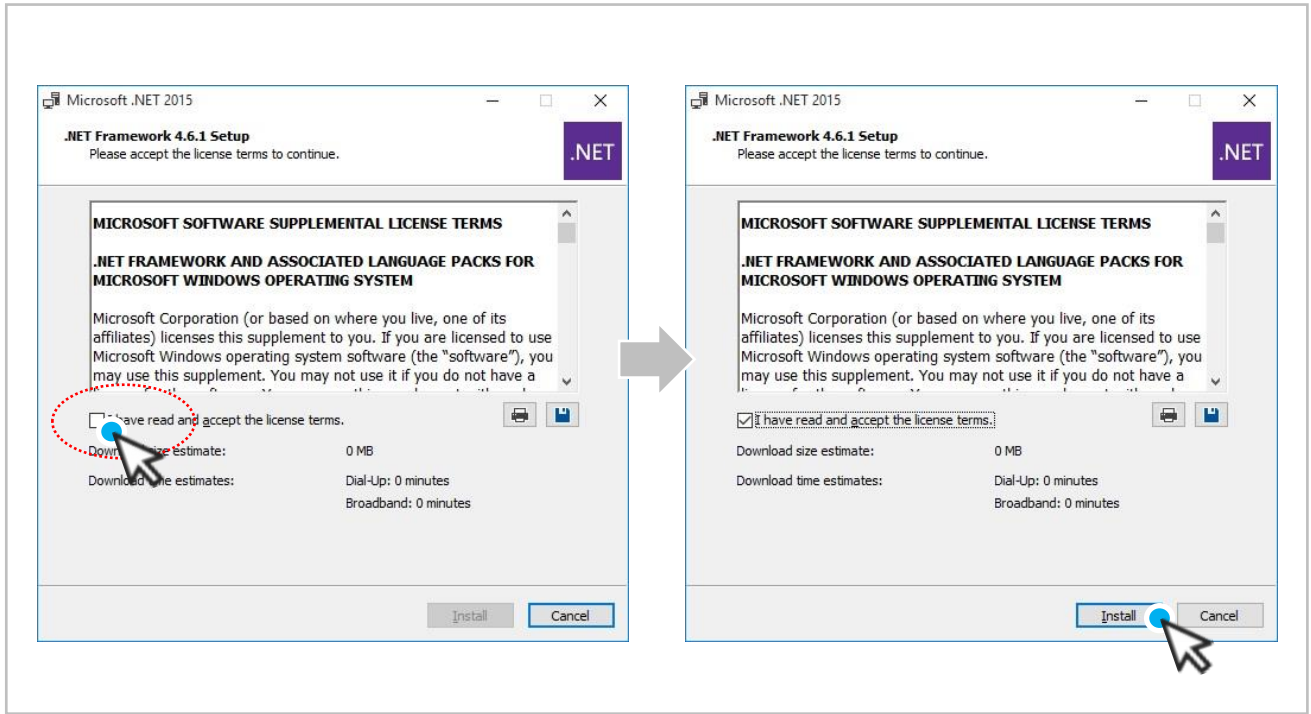 Microsoft .NET 2015
.NET Framework 4.6.1 Setup
Please accept the license terms to continue.
.NET
MICROSOFT SOFTWARE SUPPLEMENTAL LICENSE TERMS
.NET FRAMEWORK AND ASSOCIATED LANGUAGE PACKS FOR
MICROSOFT WINDOWS OPERATING SYSTEM
Microsoft Corporation (or based on where you live, one of its
affiliates) licenses this supplement to you. If you are licensed to use
Microsoft Windows operating system software (the "software"), you
may use this supplement. You may not use it if you do not have a
have read and accept the license terms.
size estimate: 0 MB
estimates: Dial-Up: 0 minutes
Broadband: 0 minutes
Install Cancel
Microsoft .NET 2015
.NET Framework 4.6.1 Setup
Please accept the license terms to continue.
.NET
MICROSOFT SOFTWARE SUPPLEMENTAL LICENSE TERMS
.NET FRAMEWORK AND ASSOCIATED LANGUAGE PACKS FOR
MICROSOFT WINDOWS OPERATING SYSTEM
Microsoft Corporation (or based on where you live, one of its
affiliates) licenses this supplement to you. If you are licensed to use
Microsoft Windows operating system software (the "software"), you
may use this supplement. You may not use it if you do not have a
I have read and accept the license terms.
Download size estimate: 0 MB
Download time estimates: Dial-Up: 0 minutes
Broadband: 0 minutes
Install Cancel